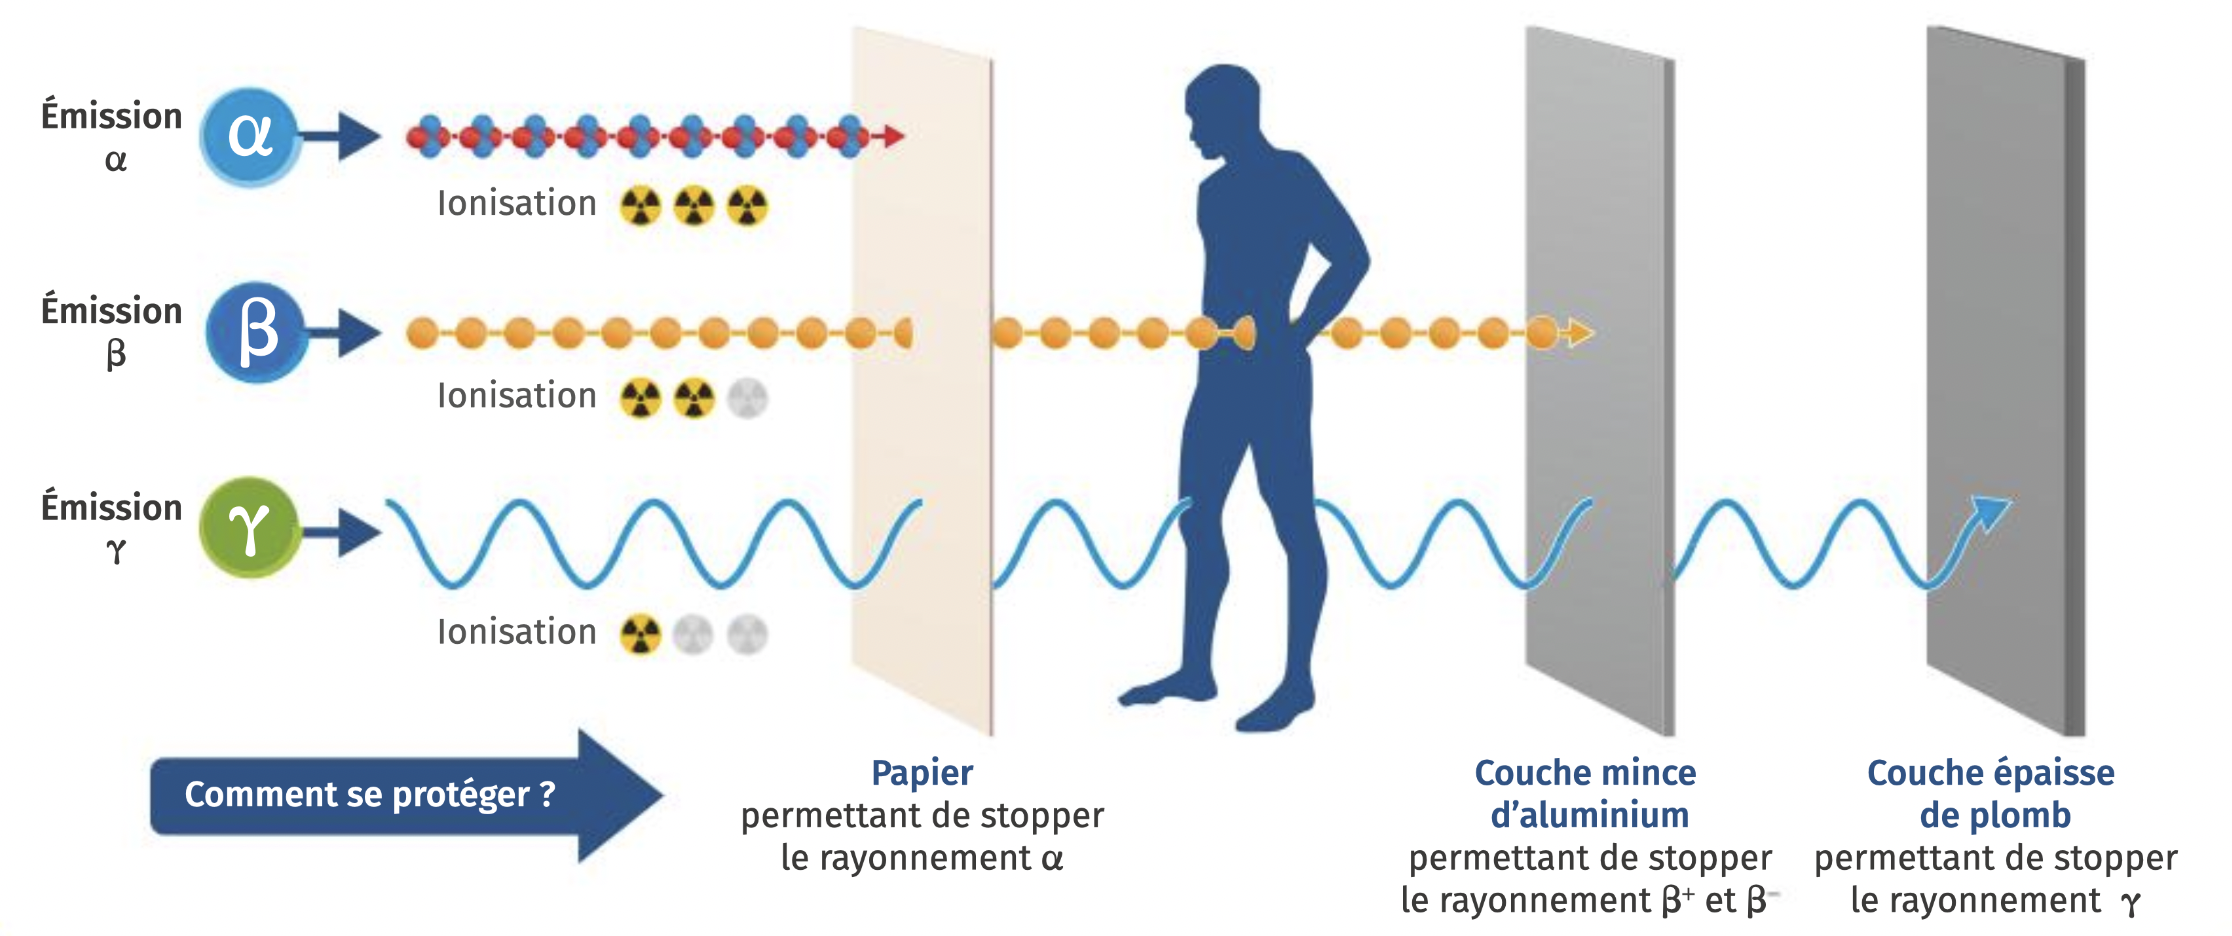 Émission
α
α
Ionisation
Émission
β
β
Ionisation
Émission
γ
γ
Ionisation
Comment se protéger ?
Papier
permettant de stopper
le rayonnement α
Couche mince
d’aluminium
permettant de stopper
le rayonnement β⁺ et β⁻
Couche épaisse
de plomb
permettant de stopper
le rayonnement γ